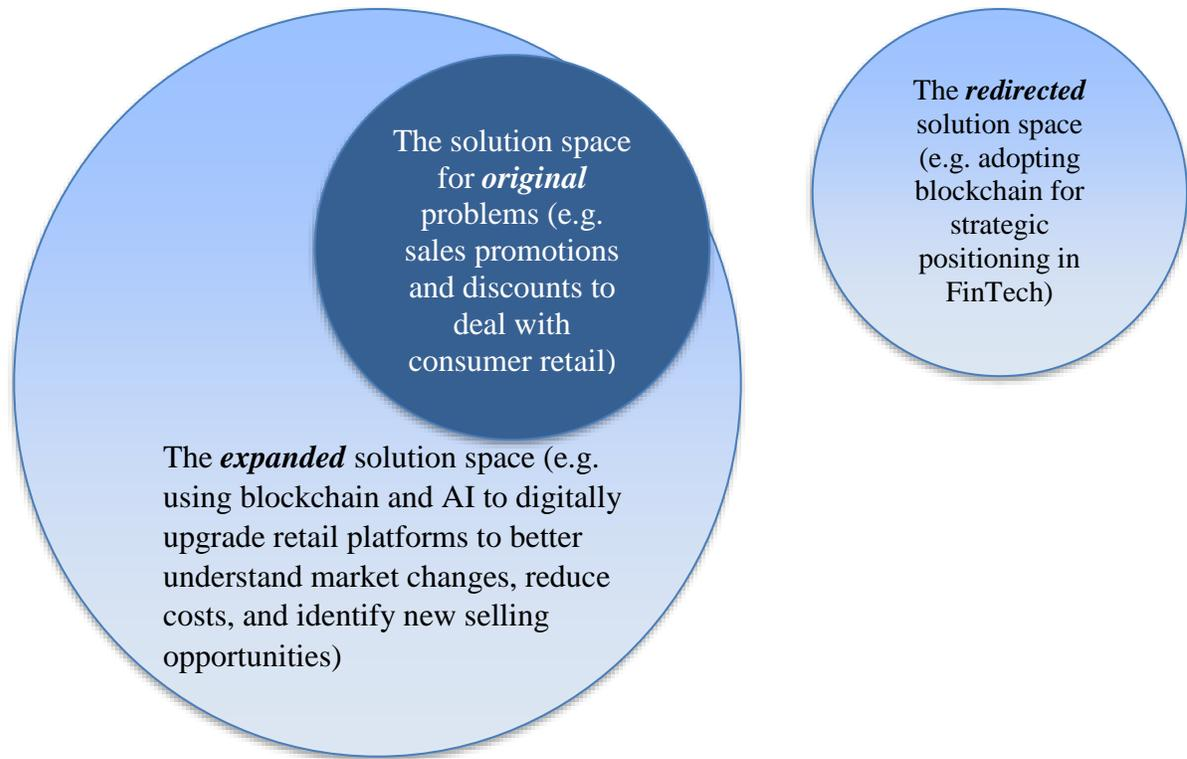 The solution space
for original
problems (e.g.
sales promotions
and discounts to
deal with
consumer retail)
The expanded solution space (e.g.
using blockchain and AI to digitally
upgrade retail platforms to better
understand market changes, reduce
costs, and identify new selling
opportunities)
The redirected
solution space
(e.g. adopting
blockchain for
strategic
positioning in
FinTech)